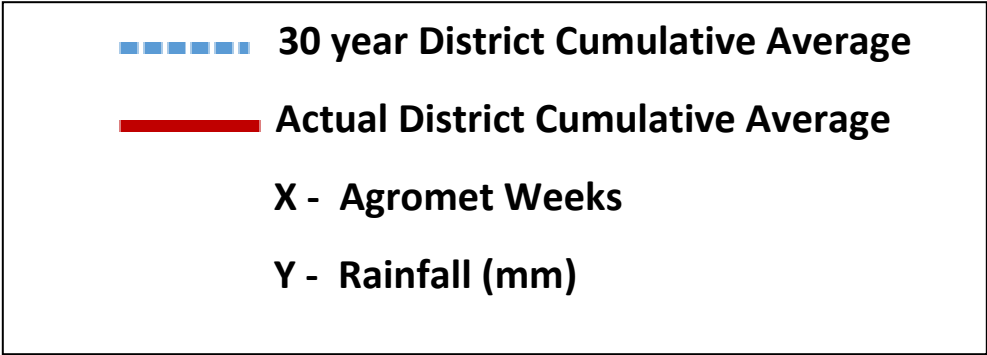 30 year District Cumulative Average
Actual District Cumulative Average
X - Agromet Weeks
Y - Rainfall (mm)